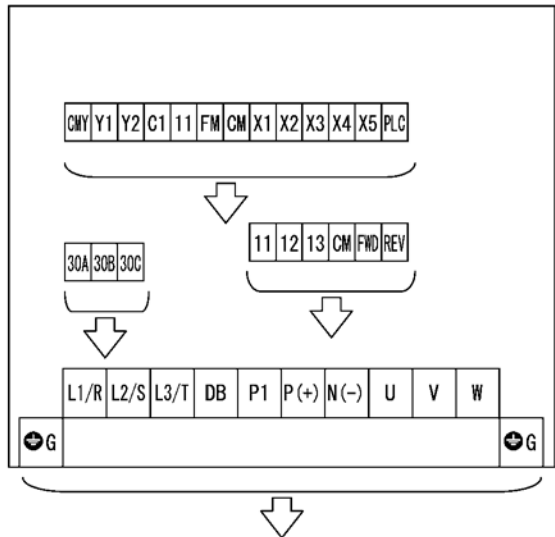 CMY Y1 Y2 C1 11 FM CM X1 X2 X3 X4 X5 PLC
11 12 13 CM FWD REV
30A 30B 30C
L1/R L2/S L3/T DB P1 P(+) N(-) U V W
G G